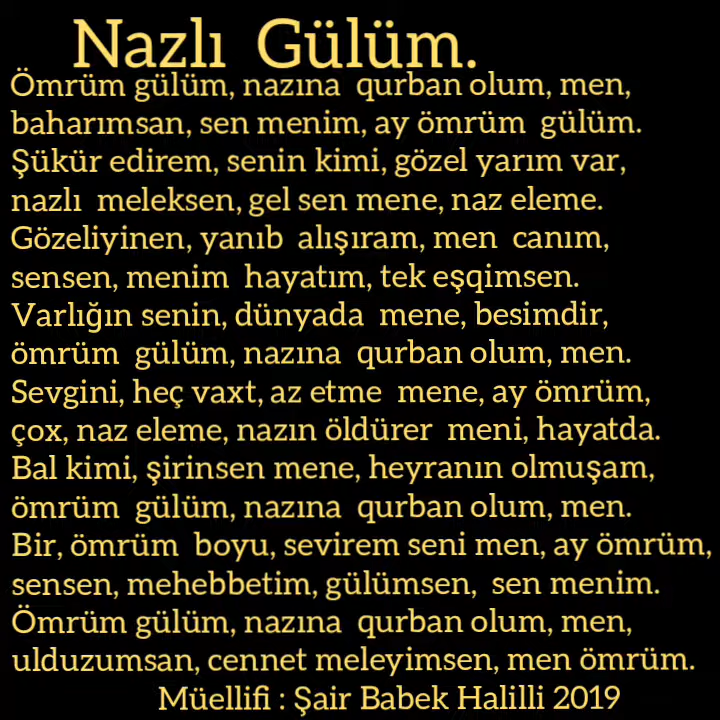 Nazlı Gülüm.
Ömrüm gülüm, nazına qurban olum, men,
baharımsan, sen menim, ay ömrüm gülüm.
Şükür edirem, senin kimi, gözel yarım var,
nazlı meleksen, gel sen mene, naz eleme.
Gözeliyinen, yanıb alışıram, men canım,
sensen, menim hayatım, tek eşqimsen.
Varlığın senin, dünyada mene, besimdir,
ömrüm gülüm, nazına qurban olum, men.
Sevgini, heç vaxt, az etme mene, ay ömrüm,
çox, naz eleme, nazın öldürer meni, hayatda.
Bal kimi, şirinsen mene, heyranın olmuşam,
ömrüm gülüm, nazına qurban olum, men.
Bir, ömrüm boyu, sevirem seni men, ay ömrüm,
sensen, mehebbetim, gülümsen, sen menim.
Ömrüm gülüm, nazına qurban olum, men,
ulduzumsan, cennet meleyimsen, men ömrüm.
Müellifi : Şair Babek Halilli 2019